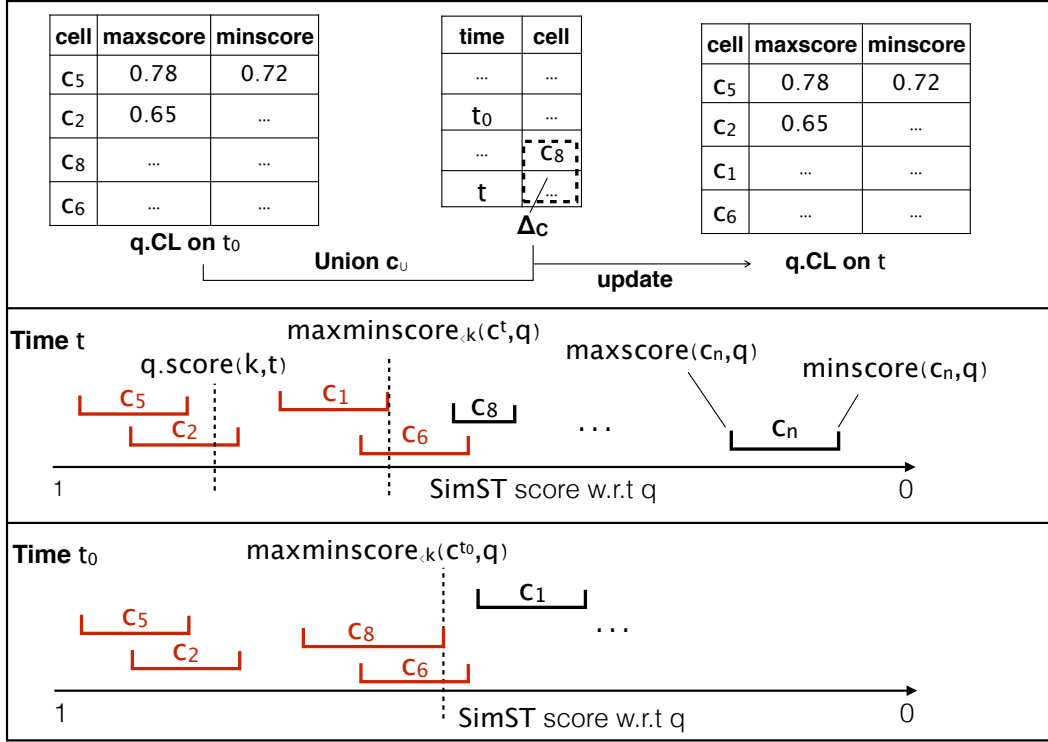 cell maxscore minscore
c5 0.78 0.72
c2 0.65 ...
c8 ... ...
c6 ... ...
q.CL on t0
time cell
... ...
t0 ...
... c8
t ...
Δc
cell maxscore minscore
c5 0.78 0.72
c2 0.65 ...
c1 ... ...
c6 ... ...
q.CL on t
Union c∪
update
Time t
maxminscore<k(c^t,q)
q.score(k,t)
maxscore(cn,q)
minscore(cn,q)
c5
c1
c8
c2
c6
...
cn
1 SimST score w.r.t q 0
Time t0
maxminscore<k(c^t0,q)
c1
c5
c8
...
c2
c6
1 SimST score w.r.t q 0